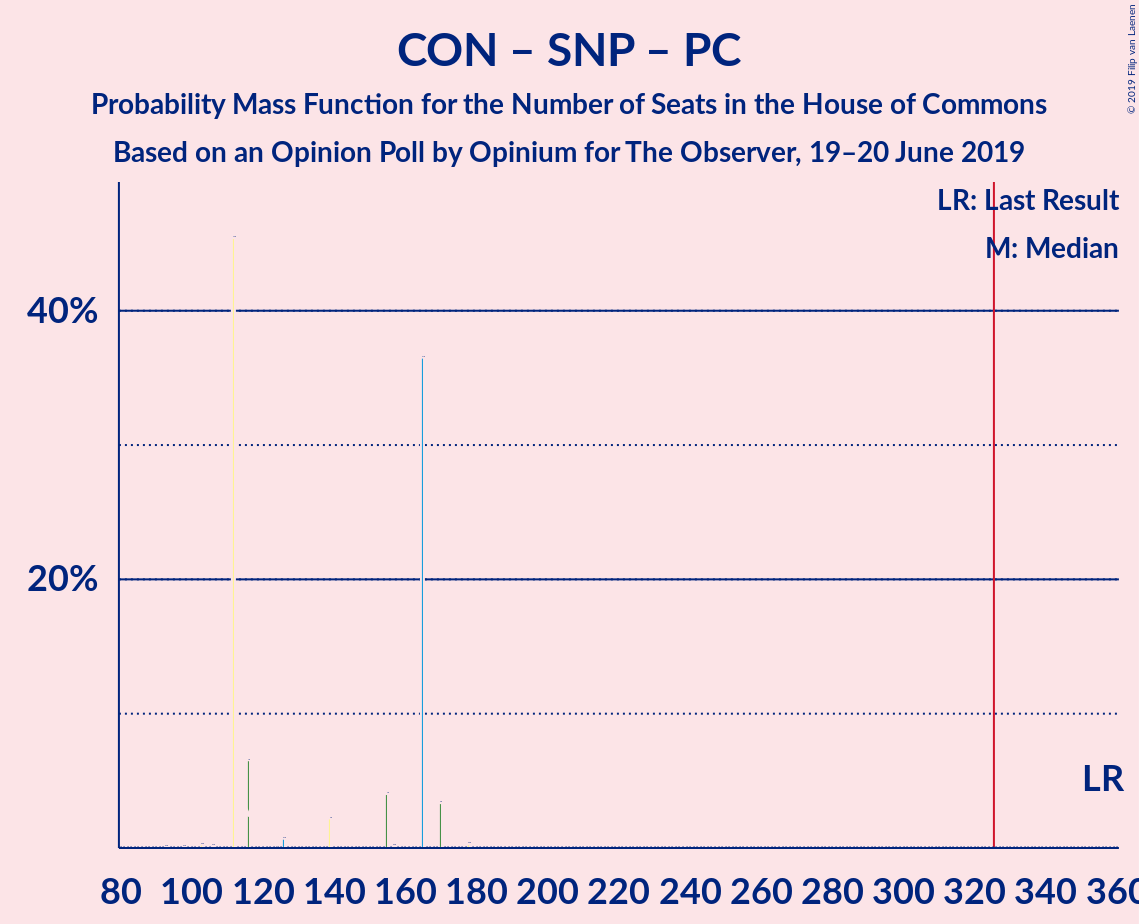 CON – SNP – PC
Probability Mass Function for the Number of Seats in the House of Commons
Based on an Opinion Poll by Opinium for The Observer, 19–20 June 2019
© 2019 Filip van Laenen
LR: Last Result
M: Median
40%
20%
LR
80 100 120 140 160 180 200 220 240 260 280 300 320 340 360